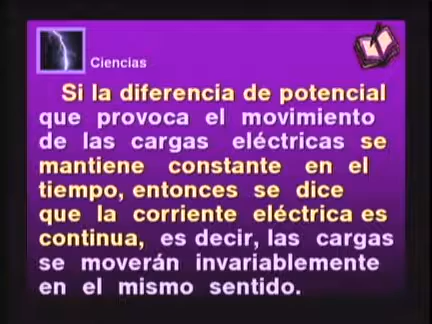 Ciencias
Si la diferencia de potencial
que provoca el movimiento
de las cargas eléctricas se
mantiene constante en el
tiempo, entonces se dice
que la corriente eléctrica es
continua, es decir, las cargas
se moverán invariablemente
en el mismo sentido.